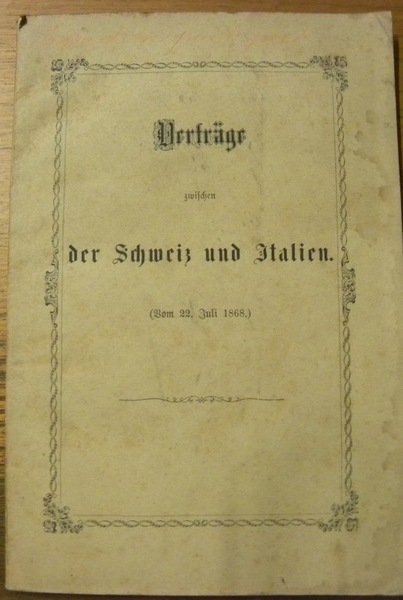 Verträge
zwischen
der Schweiz und Italien.
(Vom 22. Juli 1868.)